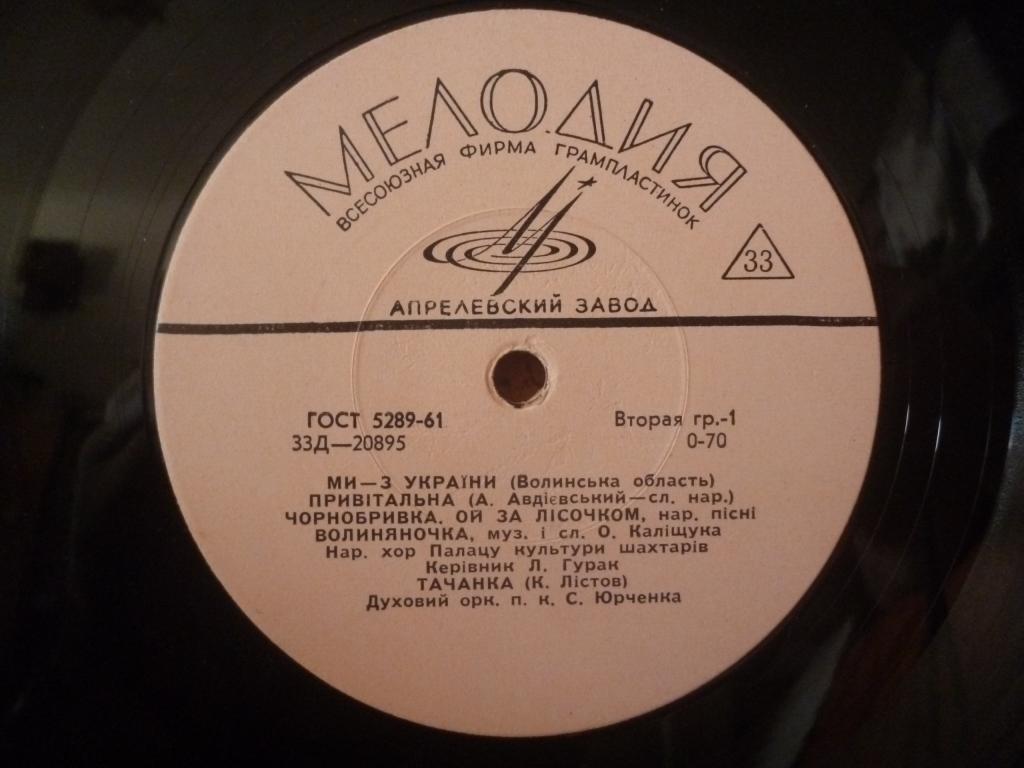 МЕЛОДИЯ
ВСЕСОЮЗНАЯ ФИРМА ГРАМПЛАСТИНОК
33
АПРЕЛЕВСКИЙ ЗАВОД
ГОСТ 5289-61 Вторая гр.-1
33Д—20895 0-70
МИ—З УКРАЇНИ (Волинська область)
ПРИВІТАЛЬНА (А. Авдієвський—сл. нар.)
ЧОРНОБРИВКА, ОЙ ЗА ЛІСОЧКОМ, нар. пісні
ВОЛИНЯНОЧКА, муз. і сл. О. Каліщука
Нар. хор Палацу культури шахтарів
Керівник Л. Гурак
ТАЧАНКА (К. Лістов)
Духовий орк. п. к. С. Юрченка